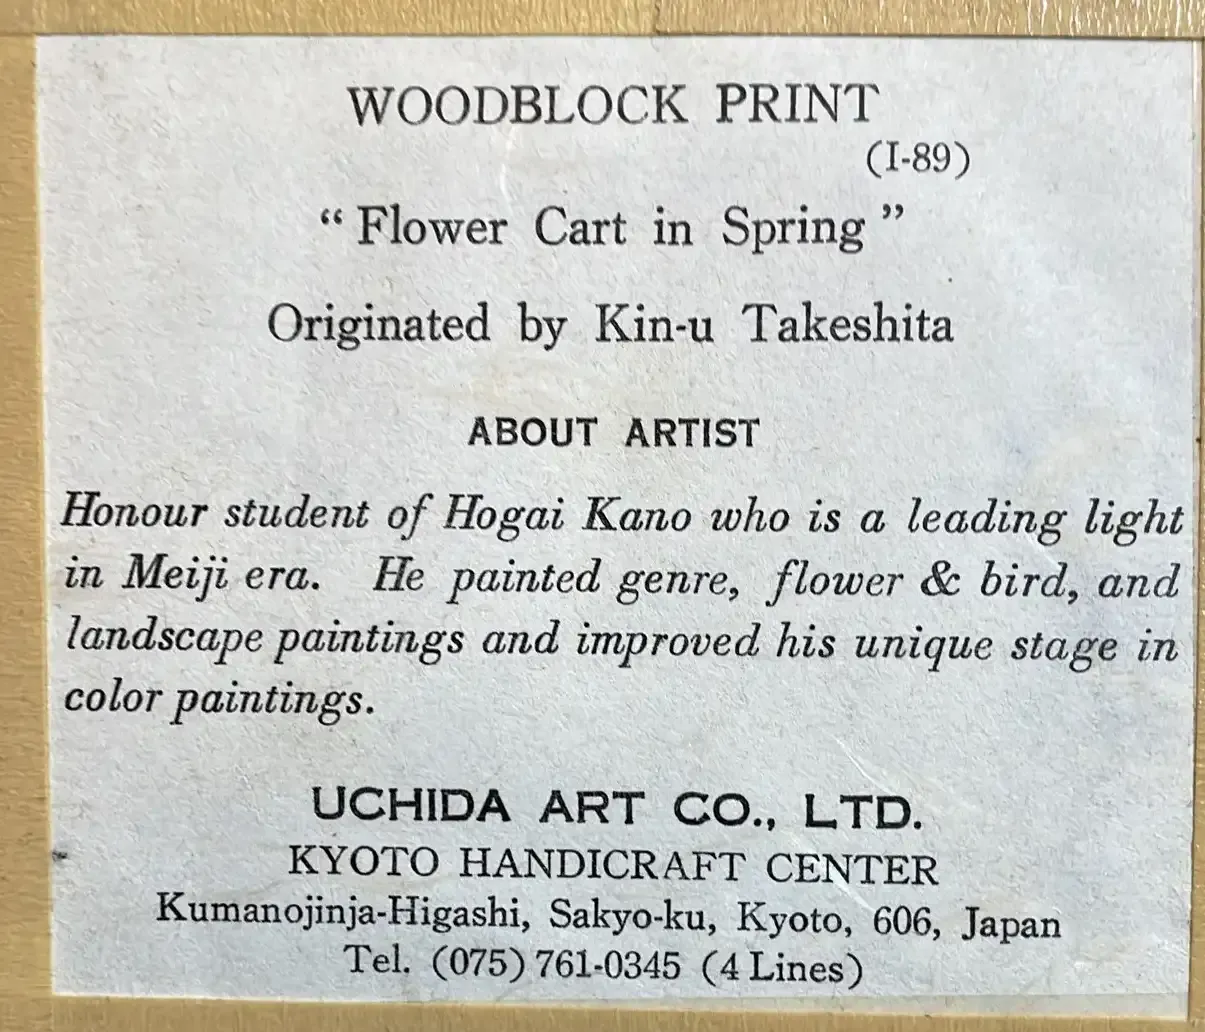 WOODBLOCK PRINT
(I-89)
“ Flower Cart in Spring ”
Originated by Kin-u Takeshita
ABOUT ARTIST
Honour student of Hogai Kano who is a leading light
in Meiji era. He painted genre, flower & bird, and
landscape paintings and improved his unique stage in
color paintings.
UCHIDA ART CO., LTD.
KYOTO HANDICRAFT CENTER
Kumanojinja-Higashi, Sakyo-ku, Kyoto, 606, Japan
Tel. (075) 761-0345 (4 Lines)